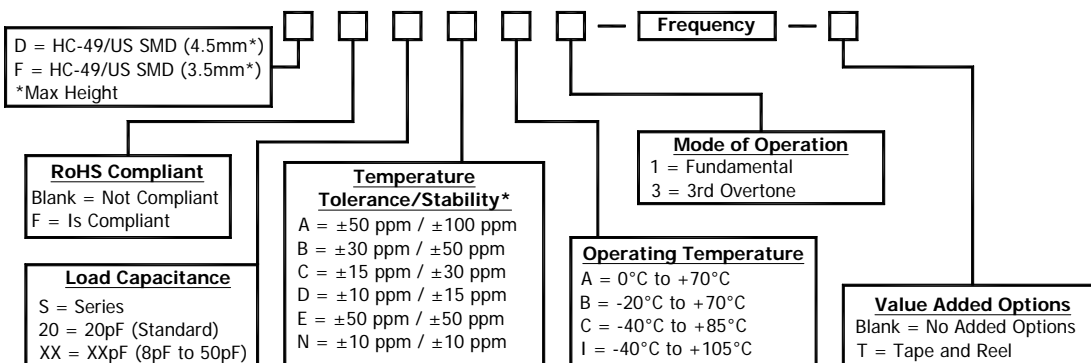 Frequency
D = HC-49/US SMD (4.5mm*)
F = HC-49/US SMD (3.5mm*)
*Max Height
RoHS Compliant
Blank = Not Compliant
F = Is Compliant
Load Capacitance
S = Series
20 = 20pF (Standard)
XX = XXpF (8pF to 50pF)
Temperature
Tolerance/Stability*
A = ±50 ppm / ±100 ppm
B = ±30 ppm / ±50 ppm
C = ±15 ppm / ±30 ppm
D = ±10 ppm / ±15 ppm
E = ±50 ppm / ±50 ppm
N = ±10 ppm / ±10 ppm
Mode of Operation
1 = Fundamental
3 = 3rd Overtone
Operating Temperature
A = 0°C to +70°C
B = -20°C to +70°C
C = -40°C to +85°C
I = -40°C to +105°C
Value Added Options
Blank = No Added Options
T = Tape and Reel